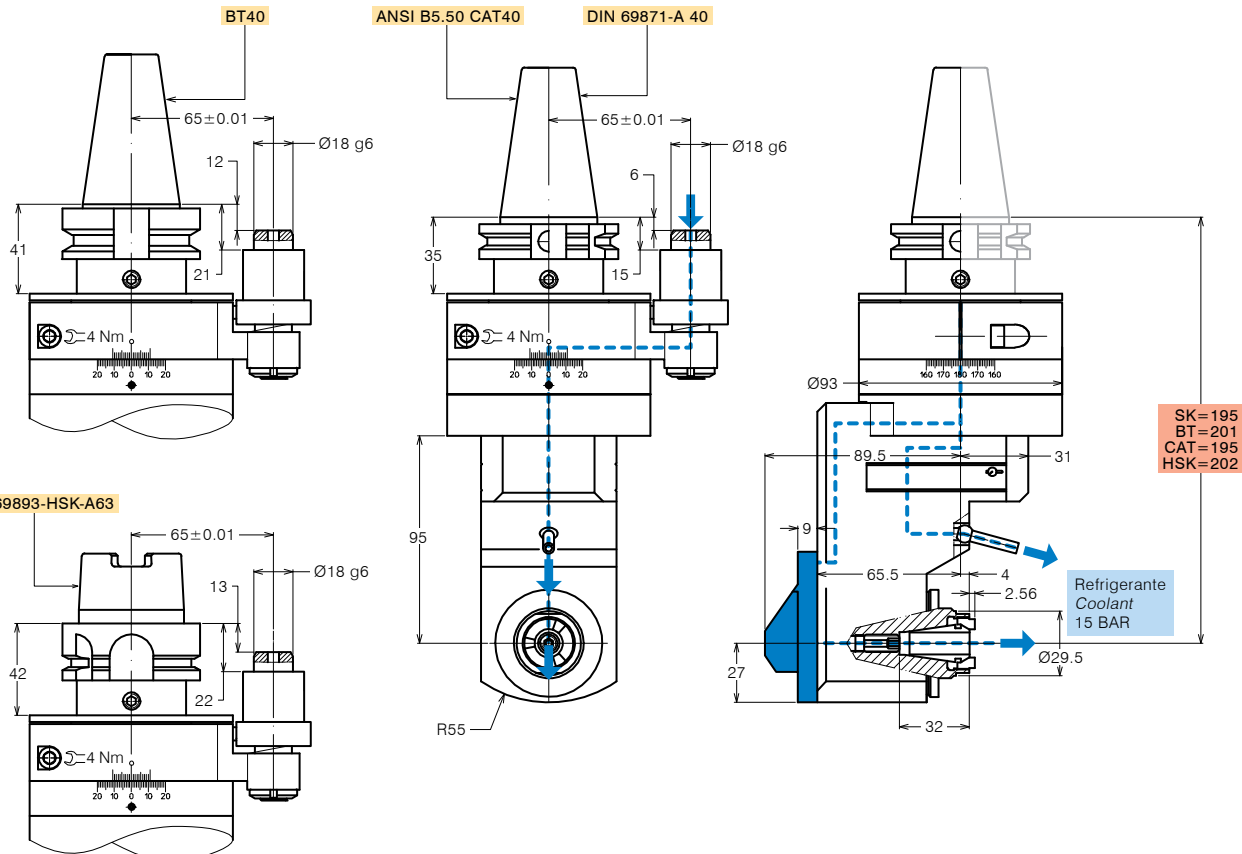 BT40
65±0.01
Ø18 g6
12
41
21
4 Nm
20 10 0 10 20
ANSI B5.50 CAT40
DIN 69871-A 40
65±0.01
Ø18 g6
6
35
15
4 Nm
20 10 0 10 20
95
R55
160 170 180 170 160
Ø93
89.5
31
9
65.5
4
2.56
Ø29.5
27
32
SK=195
BT=201
CAT=195
HSK=202
Refrigerante
Coolant
15 BAR
69893-HSK-A63
65±0.01
Ø18 g6
13
42
22
4 Nm
20 10 0 10 20